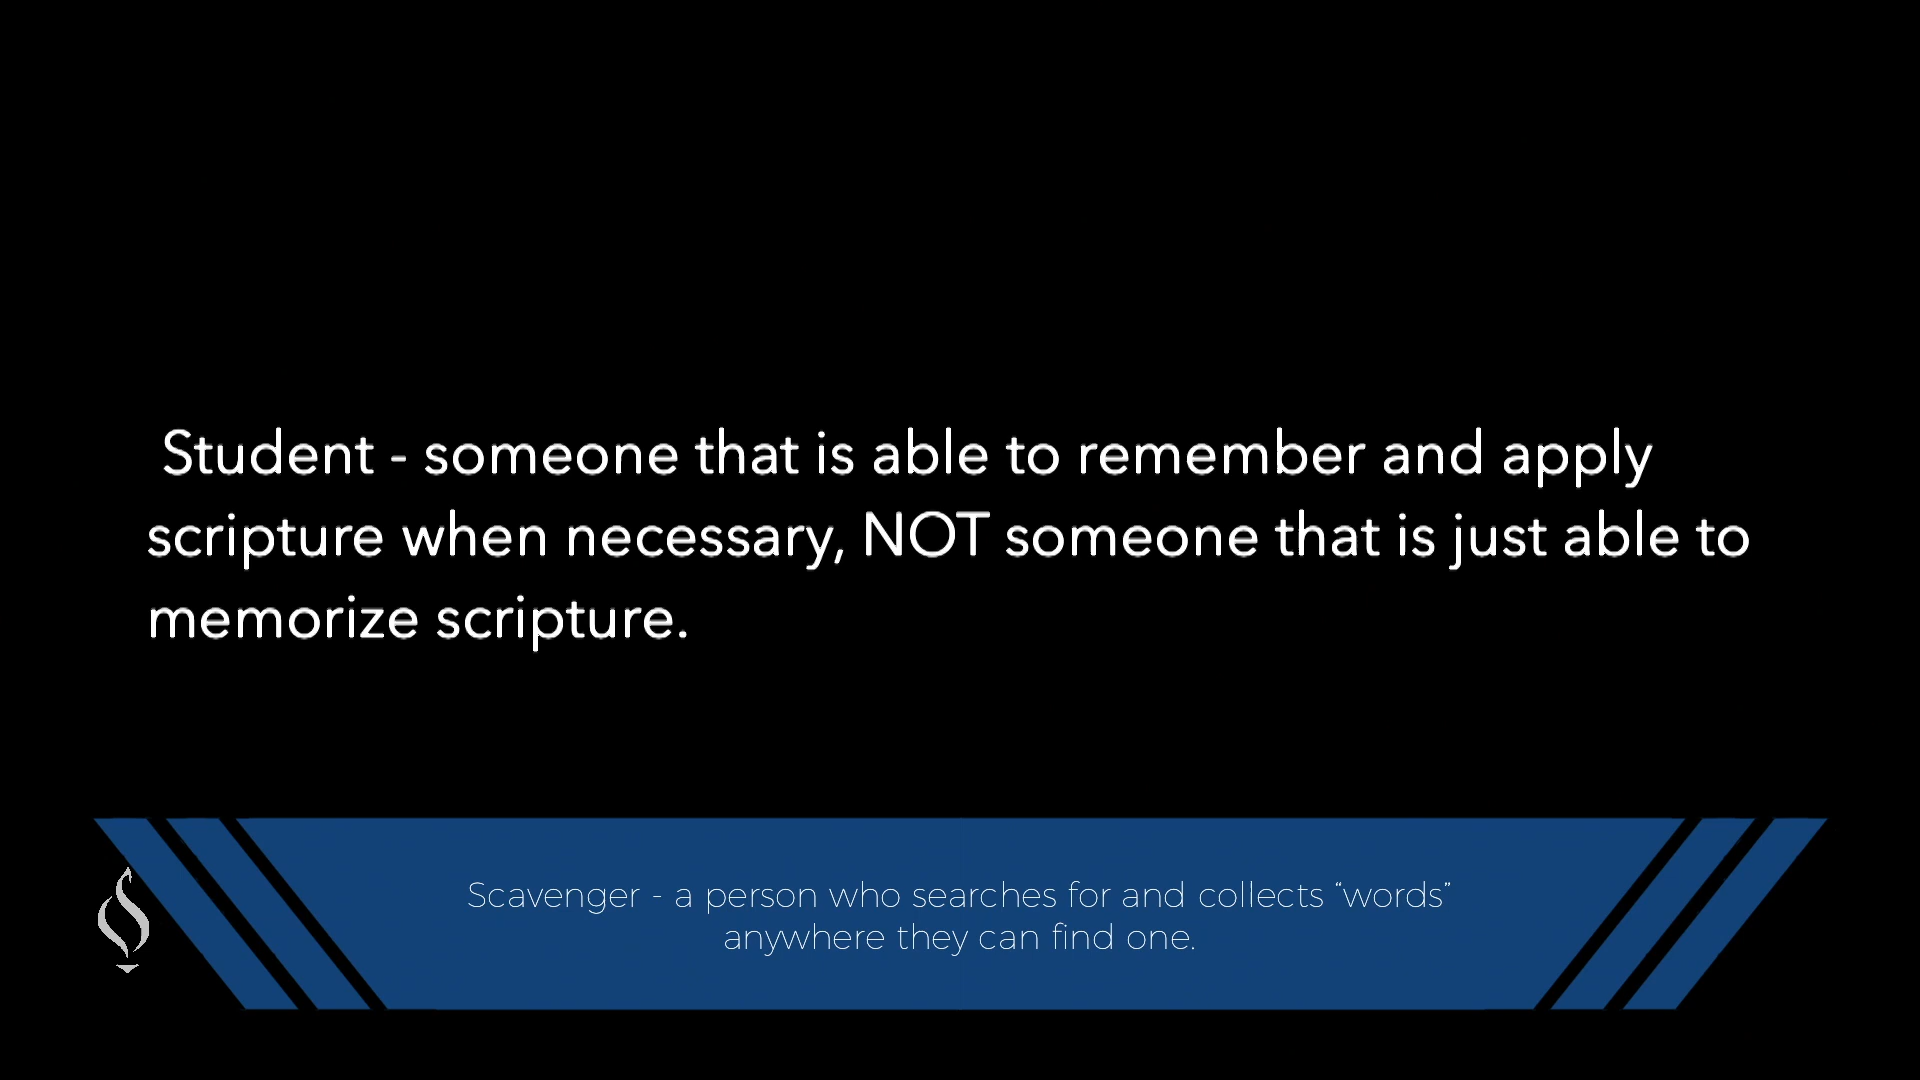 Student - someone that is able to remember and apply
scripture when necessary, NOT someone that is just able to
memorize scripture.
Scavenger - a person who searches for and collects “words”
anywhere they can find one.